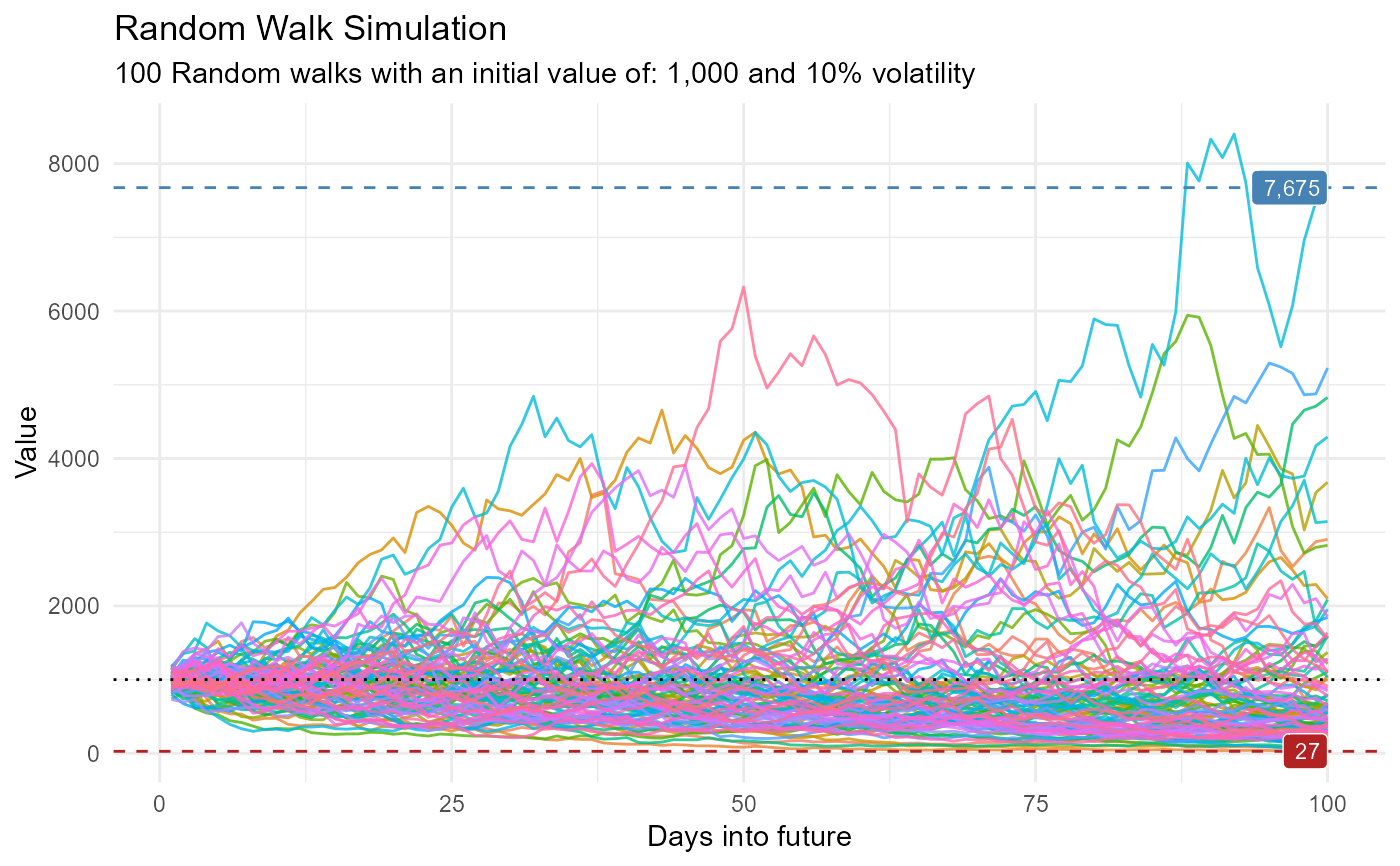 Random Walk Simulation
100 Random walks with an initial value of: 1,000 and 10% volatility
8000
7,675
6000
Value
4000
2000
0
27
0 25 50 75 100
Days into future